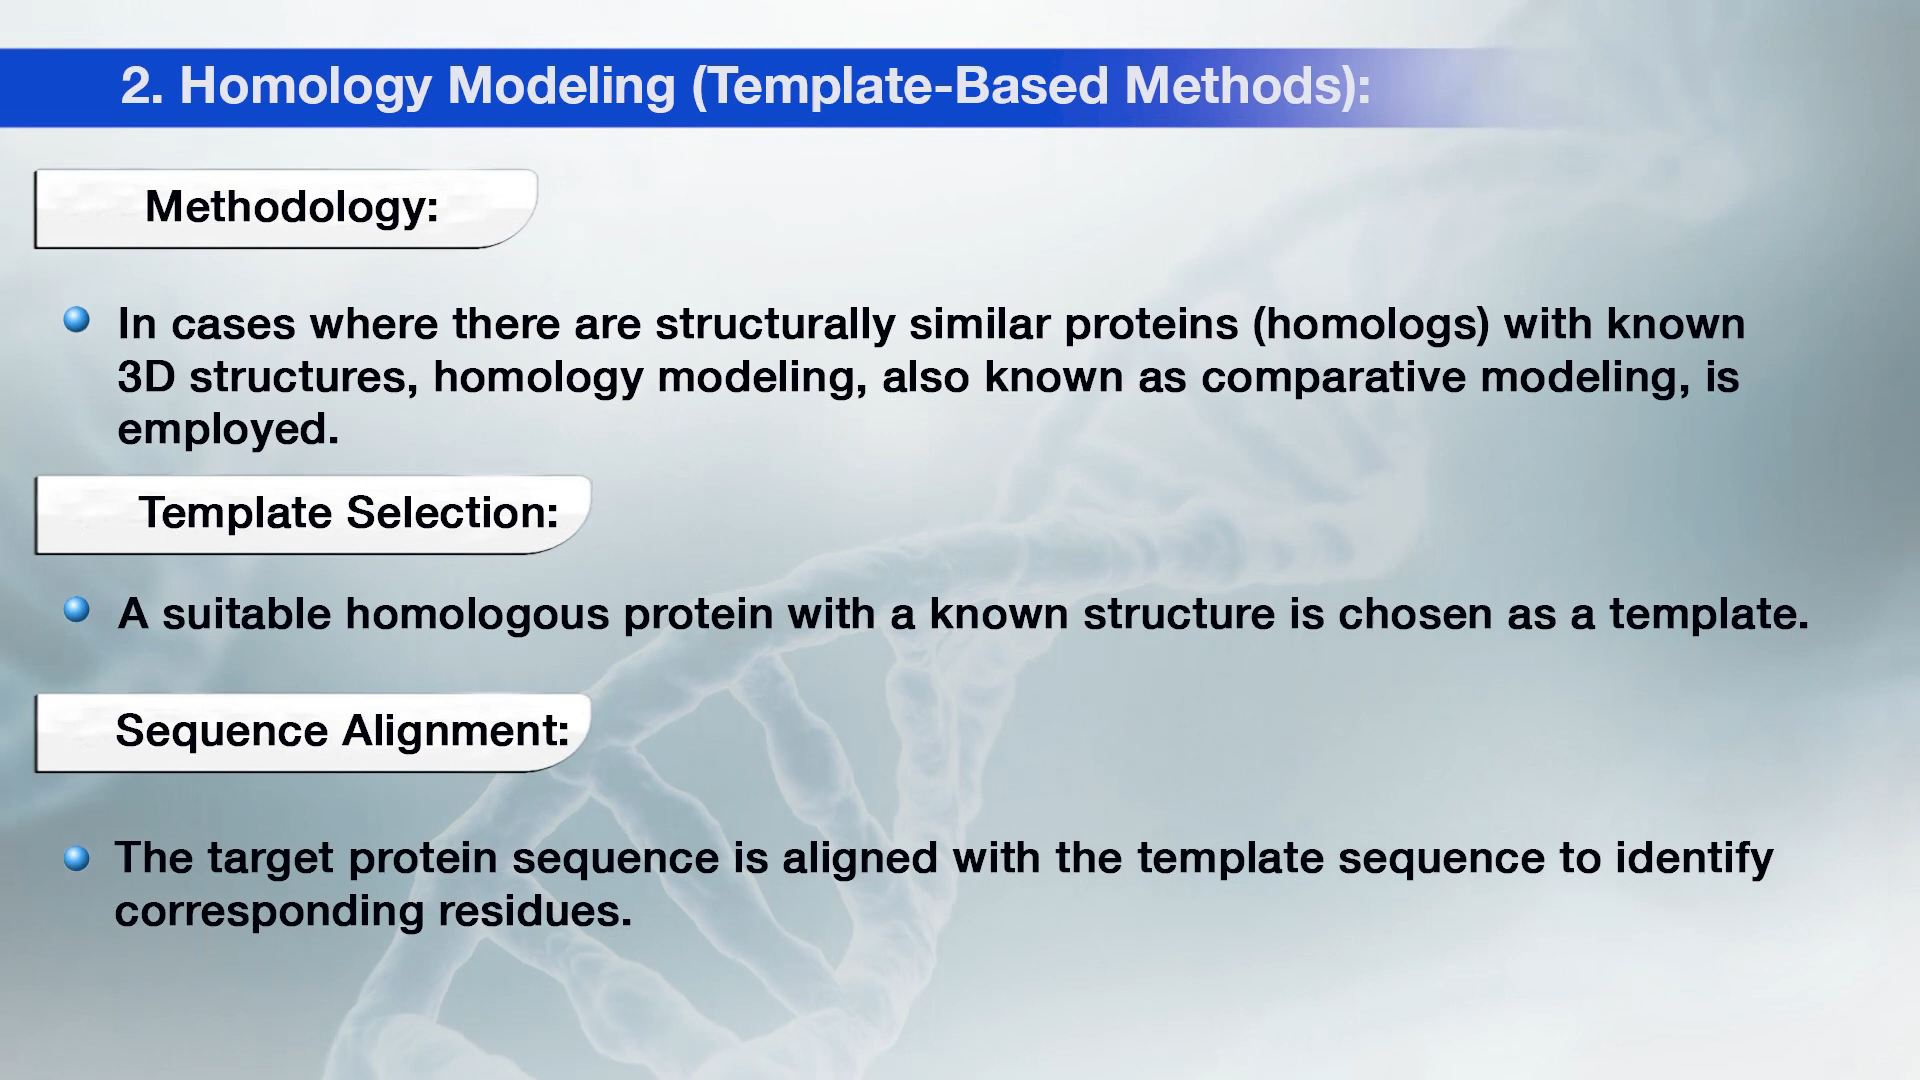 2. Homology Modeling (Template-Based Methods):
Methodology:
In cases where there are structurally similar proteins (homologs) with known
3D structures, homology modeling, also known as comparative modeling, is
employed.
Template Selection:
A suitable homologous protein with a known structure is chosen as a template.
Sequence Alignment:
The target protein sequence is aligned with the template sequence to identify
corresponding residues.